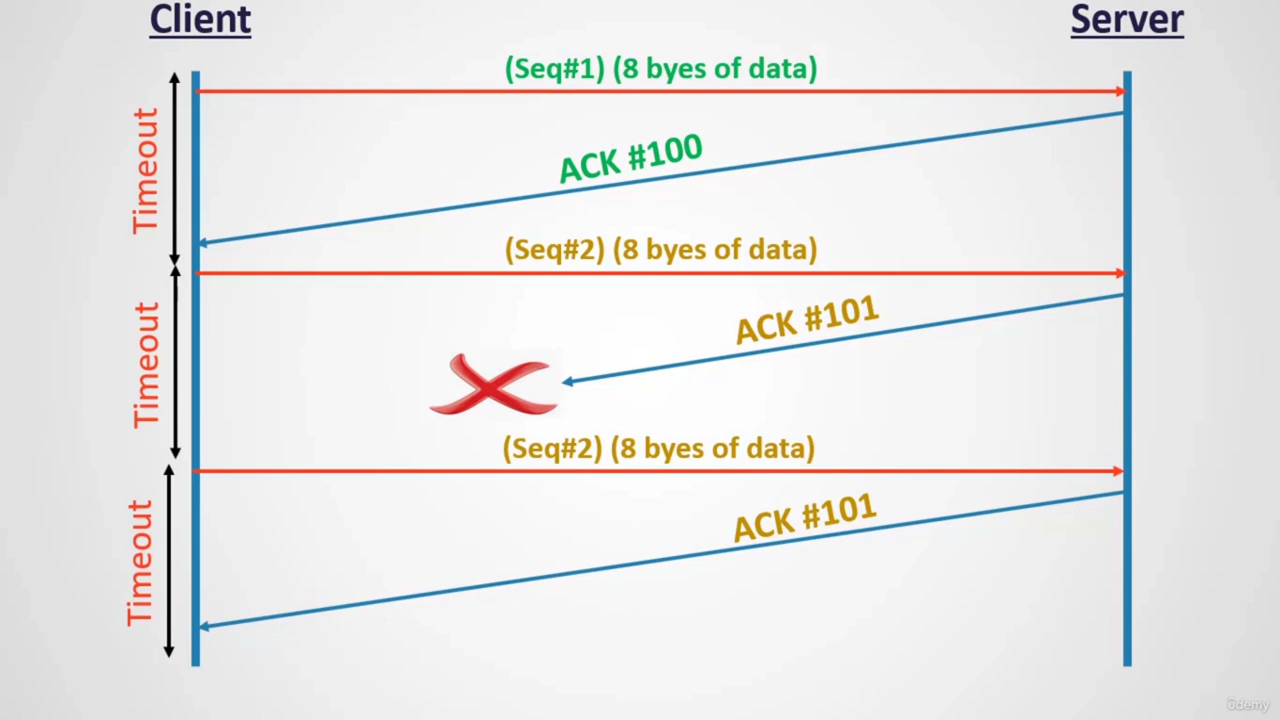 Client
Server
(Seq#1) (8 byes of data)
Timeout
ACK #100
(Seq#2) (8 byes of data)
Timeout
ACK #101
(Seq#2) (8 byes of data)
Timeout
ACK #101
ûdemy